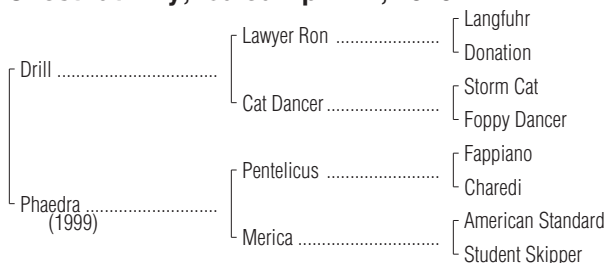 Langfuhr
Lawyer Ron ......................
Donation
Drill ..................................
Storm Cat
Cat Dancer ........................
Foppy Dancer
Fappiano
Pentelicus ........................
Charedi
Phaedra ............................
(1999)
American Standard
Merica ..............................
Student Skipper